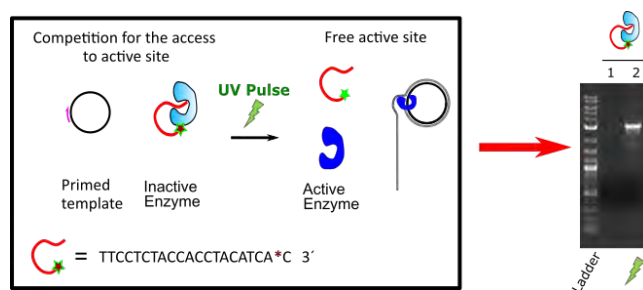 Competition for the access
to active site
Free active site
UV Pulse
Primed
template
Inactive
Enzyme
Active
Enzyme
= TTCCTCTACCACCTACATCA*C 3´
1 2
Ladder